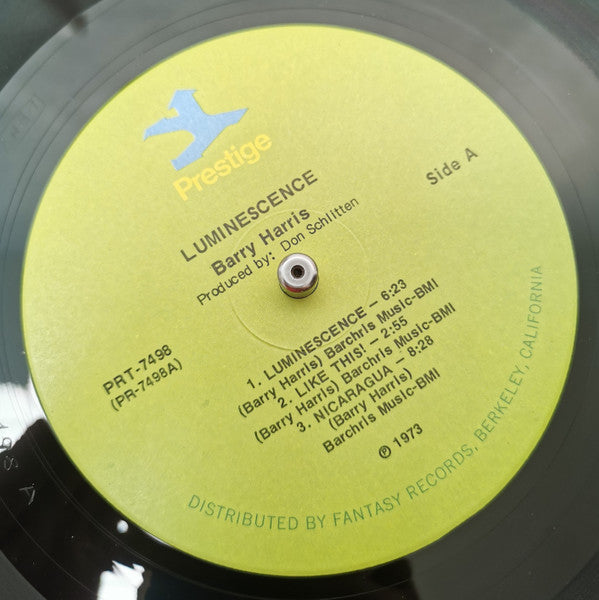 Prestige
LUMINESCENCE
Barry Harris
Produced by: Don Schlitten
Side A
PRT-7498
(PR-7498A)
1. LUMINESCENCE – 6:23
(Barry Harris) Barchris Music-BMI
2. LIKE THIS! – 2:55
(Barry Harris) Barchris Music-BMI
3. NICARAGUA – 8:28
(Barry Harris)
Barchris Music-BMI
℗ 1973
DISTRIBUTED BY FANTASY RECORDS, BERKELEY, CALIFORNIA